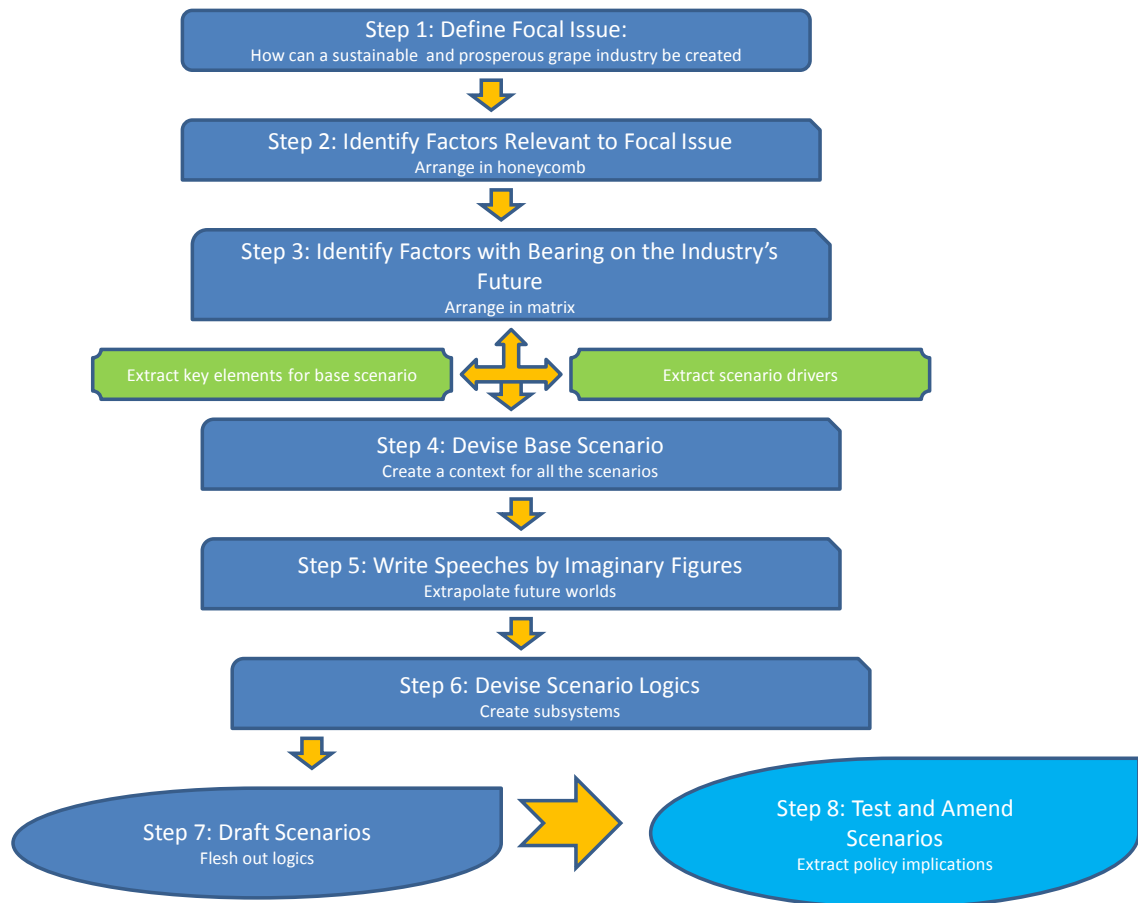 Step 1: Define Focal Issue:
How can a sustainable and prosperous grape industry be created
Step 2: Identify Factors Relevant to Focal Issue
Arrange in honeycomb
Step 3: Identify Factors with Bearing on the Industry’s
Future
Arrange in matrix
Extract key elements for base scenario
Extract scenario drivers
Step 4: Devise Base Scenario
Create a context for all the scenarios
Step 5: Write Speeches by Imaginary Figures
Extrapolate future worlds
Step 6: Devise Scenario Logics
Create subsystems
Step 7: Draft Scenarios
Flesh out logics
Step 8: Test and Amend
Scenarios
Extract policy implications